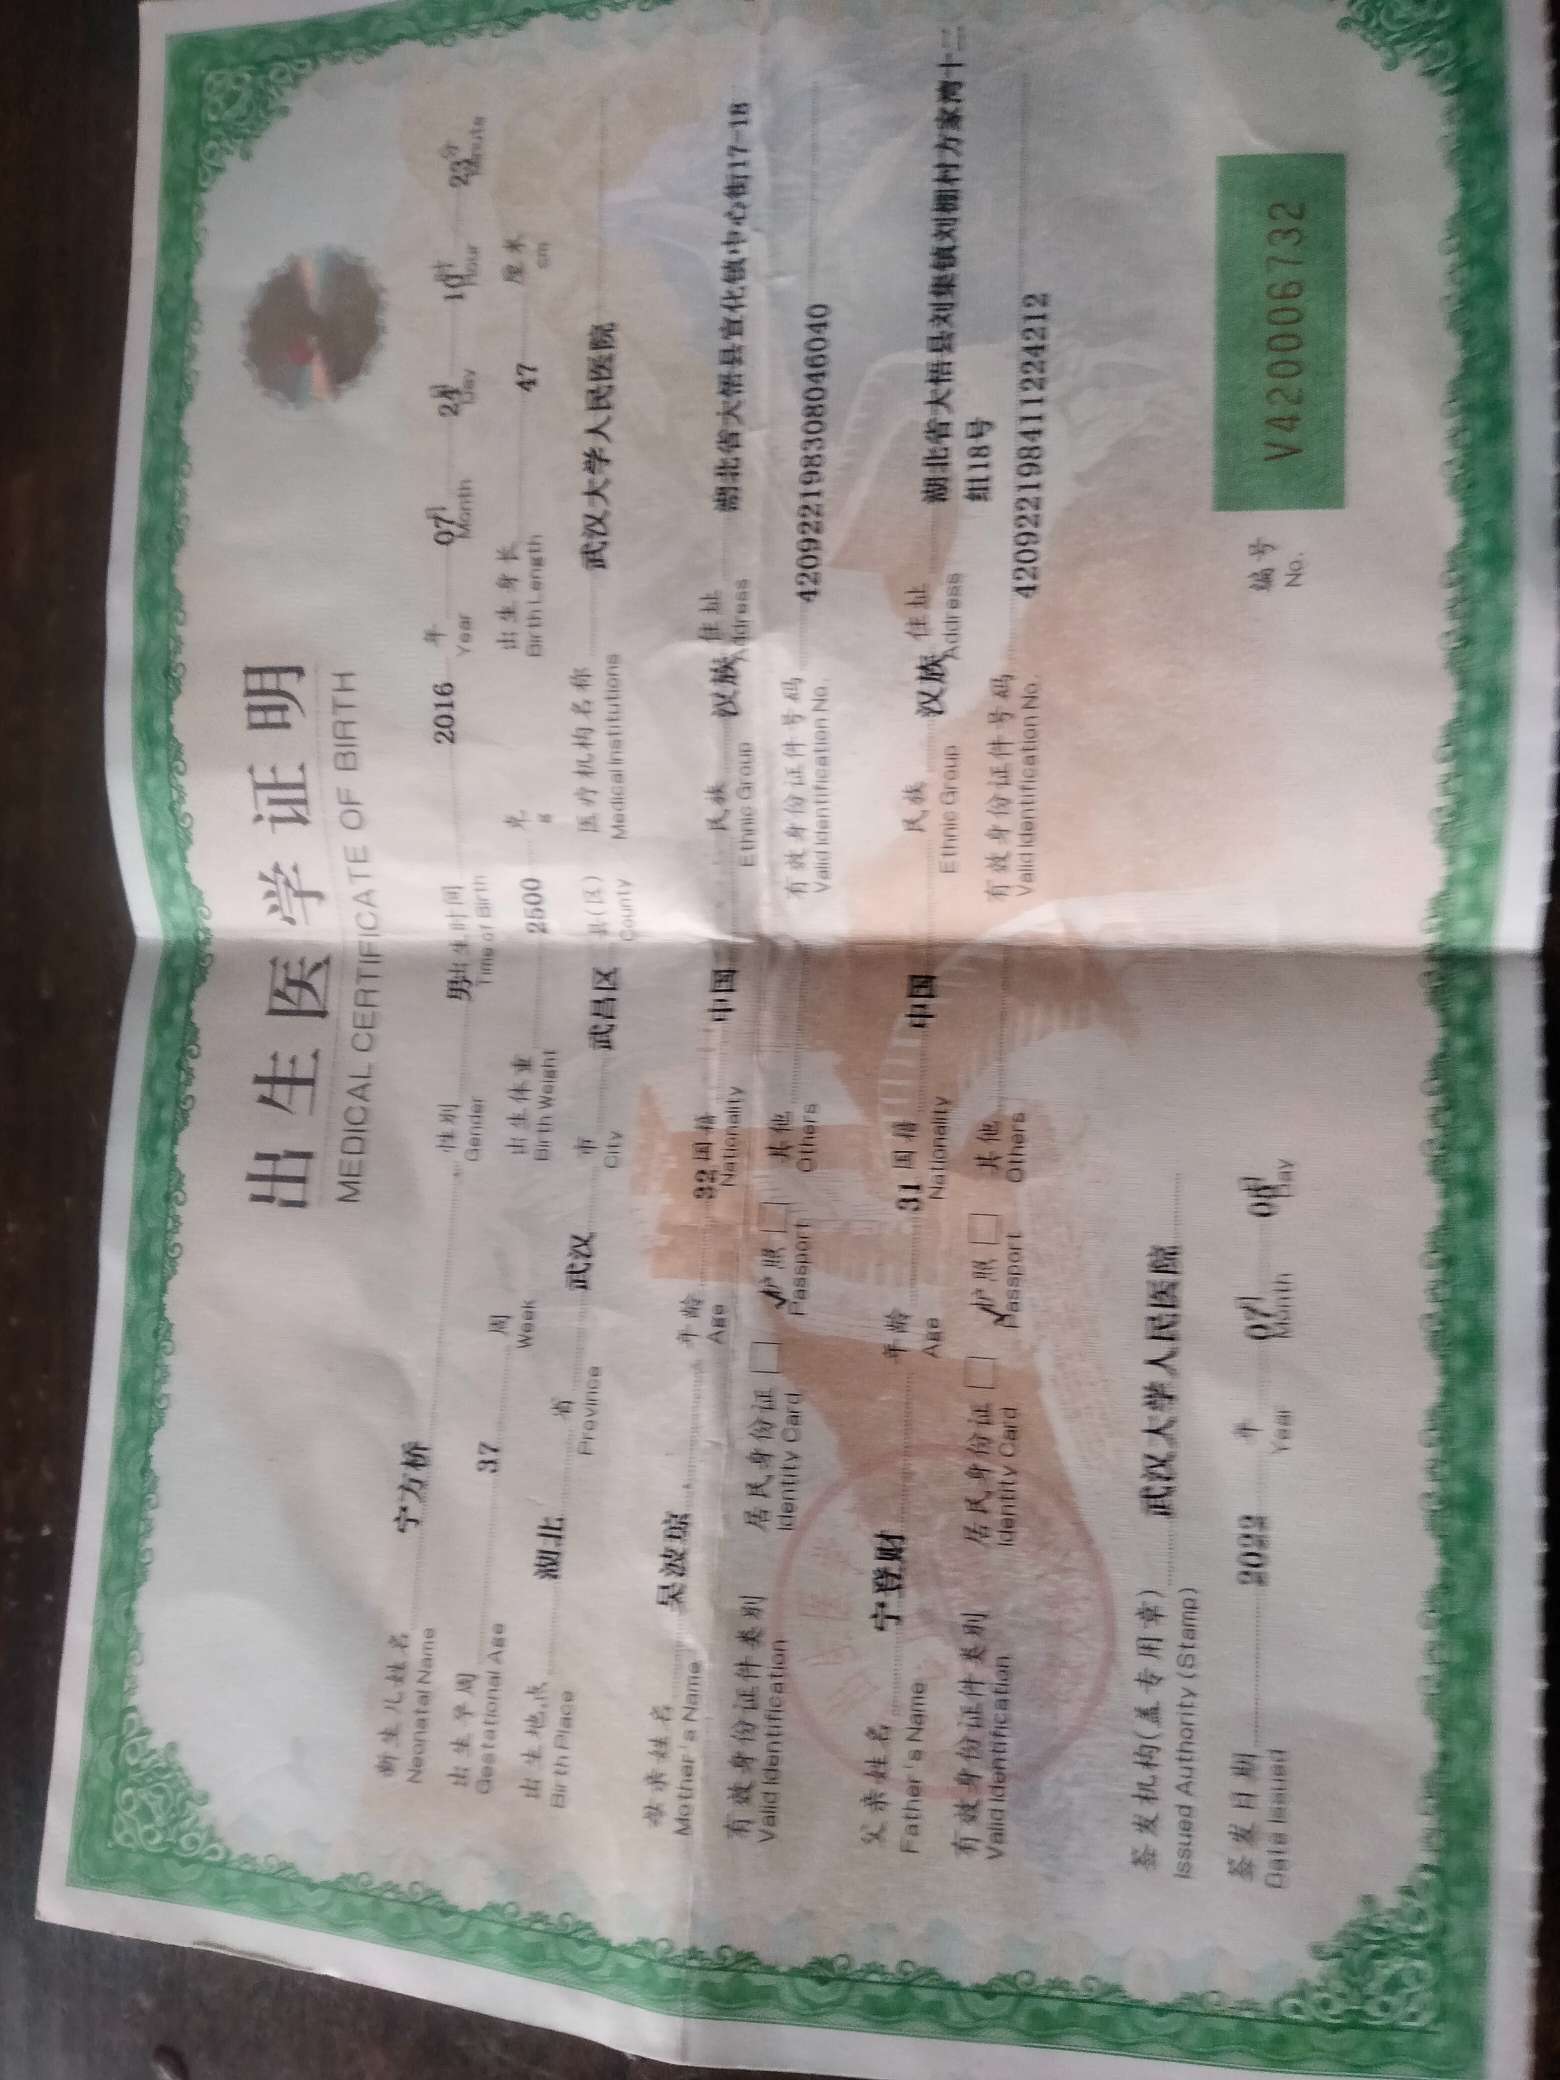 出生医学证明
MEDICAL CERTIFICATE OF BIRTH
新生儿姓名 宁方桥 性别 男 出生时间 2016 年 07 月 24 日 10 时 23 分
Neonatal Name Gender Time of Birth Year Month Day Hour Minute
出生孕周 37 周 出生体重 2500 克 出生身长 47 厘米
Gestational Age Week Birth Weight g Birth Length cm
出生地点 湖北 省 武汉 市 武昌区 县(区) 医疗机构名称 武汉大学人民医院
Birth Place Province City County Medical Institutions
母亲姓名 吴波琼 年龄 32 国籍 中国 民族 汉族 住址 湖北省大悟县宣化镇中心街17-18
Mother's Name Age Nationality Ethnic Group Address
有效身份证件类别 居民身份证 护照 其他 有效身份证件号码 420922198308046040
Valid Identification Identity Card Passport Others Valid Identification No.
父亲姓名 宁登财 年龄 31 国籍 中国 民族 汉族 住址 湖北省大悟县刘集镇刘棚村方家湾十二
组18号
Father's Name Age Nationality Ethnic Group Address
有效身份证件类别 居民身份证 护照 其他 有效身份证件号码 420922198411224212
Valid Identification Identity Card Passport Others Valid Identification No.
签发机构(盖专用章) 武汉大学人民医院
Issued Authority (Stamp)
签发日期 2022 年 07 月 日 编号 V420006732
Date Issued Year Month Day No.